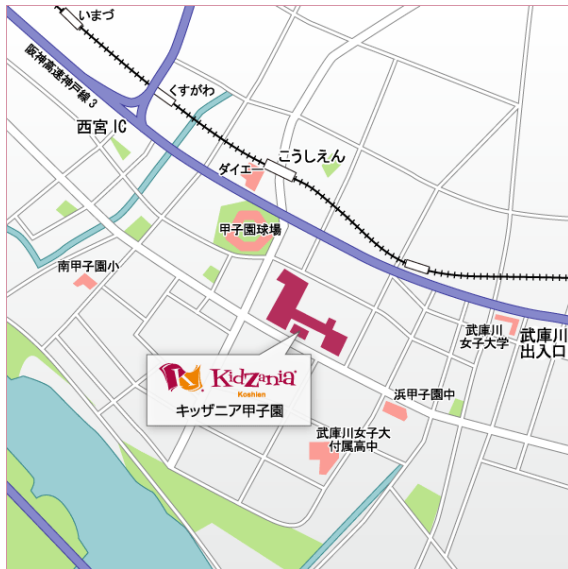 いまづ
阪神高速神戸線3
くすがわ
西宮IC
こうしえん
ダイエー
甲子園球場
南甲子園小
武庫川
女子大学
武庫川
出入口
KidZania
Koshien
キッザニア甲子園
浜甲子園中
武庫川女子大
付属高中